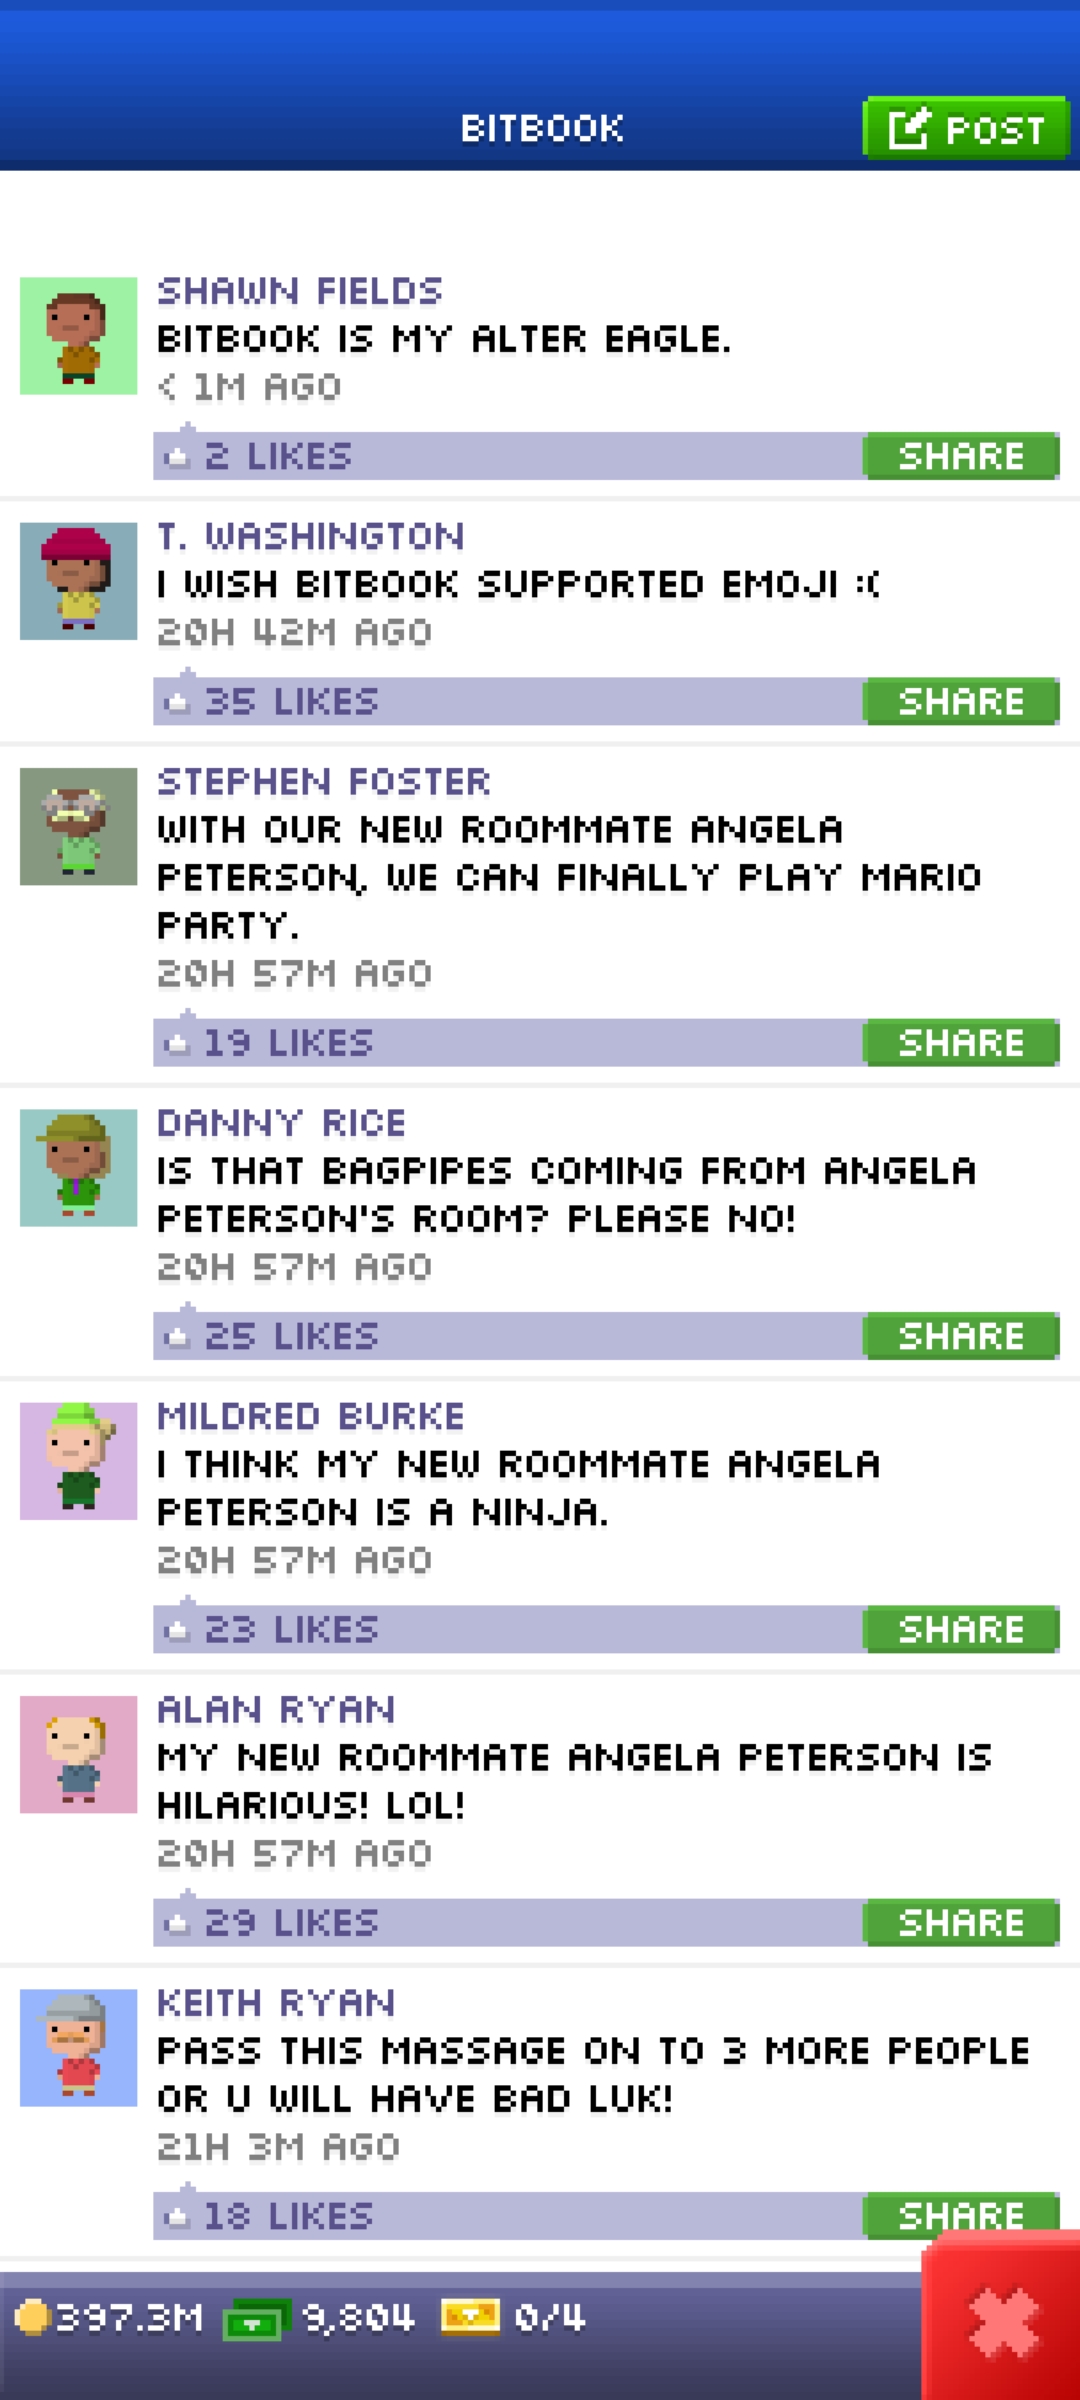 BITBOOK
POST
SHAWN FIELDS
BITBOOK IS MY ALTER EAGLE.
< 1M AGO
2 LIKES
SHARE
T. WASHINGTON
I WISH BITBOOK SUPPORTED EMOJI :(
20H 42M AGO
35 LIKES
SHARE
STEPHEN FOSTER
WITH OUR NEW ROOMMATE ANGELA
PETERSON, WE CAN FINALLY PLAY MARIO
PARTY.
20H 57M AGO
19 LIKES
SHARE
DANNY RICE
IS THAT BAGPIPES COMING FROM ANGELA
PETERSON'S ROOM? PLEASE NO!
20H 57M AGO
25 LIKES
SHARE
MILDRED BURKE
I THINK MY NEW ROOMMATE ANGELA
PETERSON IS A NINJA.
20H 57M AGO
23 LIKES
SHARE
ALAN RYAN
MY NEW ROOMMATE ANGELA PETERSON IS
HILARIOUS! LOL!
20H 57M AGO
29 LIKES
SHARE
KEITH RYAN
PASS THIS MASSAGE ON TO 3 MORE PEOPLE
OR U WILL HAVE BAD LUK!
21H 3M AGO
18 LIKES
SHARE
397.3M 9,804 0/4